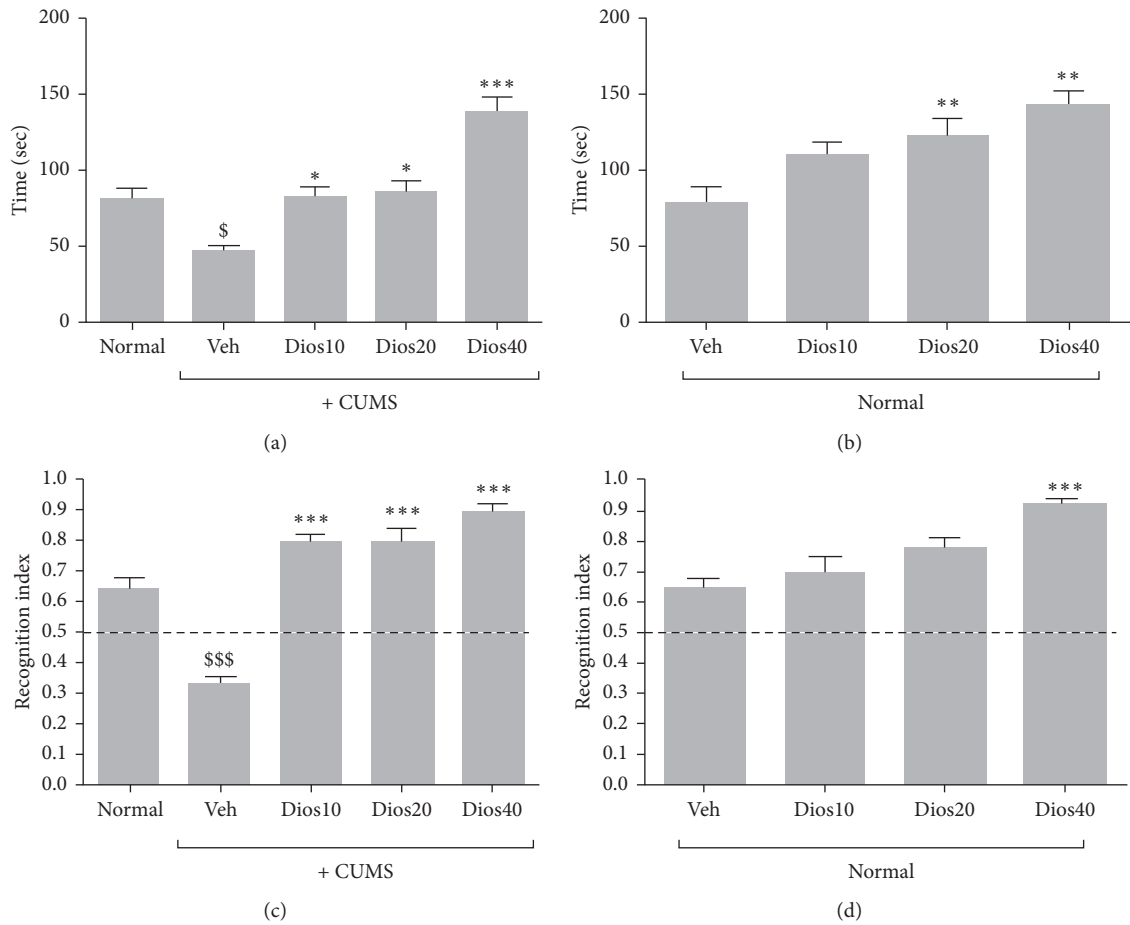 200
150
100
50
0
Time (sec)
$
*
*
***
Normal Veh Dios10 Dios20 Dios40
+ CUMS
(a)
200
150
100
50
0
Time (sec)
**
**
Veh Dios10 Dios20 Dios40
Normal
(b)
1.0
0.9
0.8
0.7
0.6
0.5
0.4
0.3
0.2
0.1
0.0
Recognition index
$$$
***
***
***
Normal Veh Dios10 Dios20 Dios40
+ CUMS
(c)
1.0
0.9
0.8
0.7
0.6
0.5
0.4
0.3
0.2
0.1
0.0
Recognition index
***
Veh Dios10 Dios20 Dios40
Normal
(d)